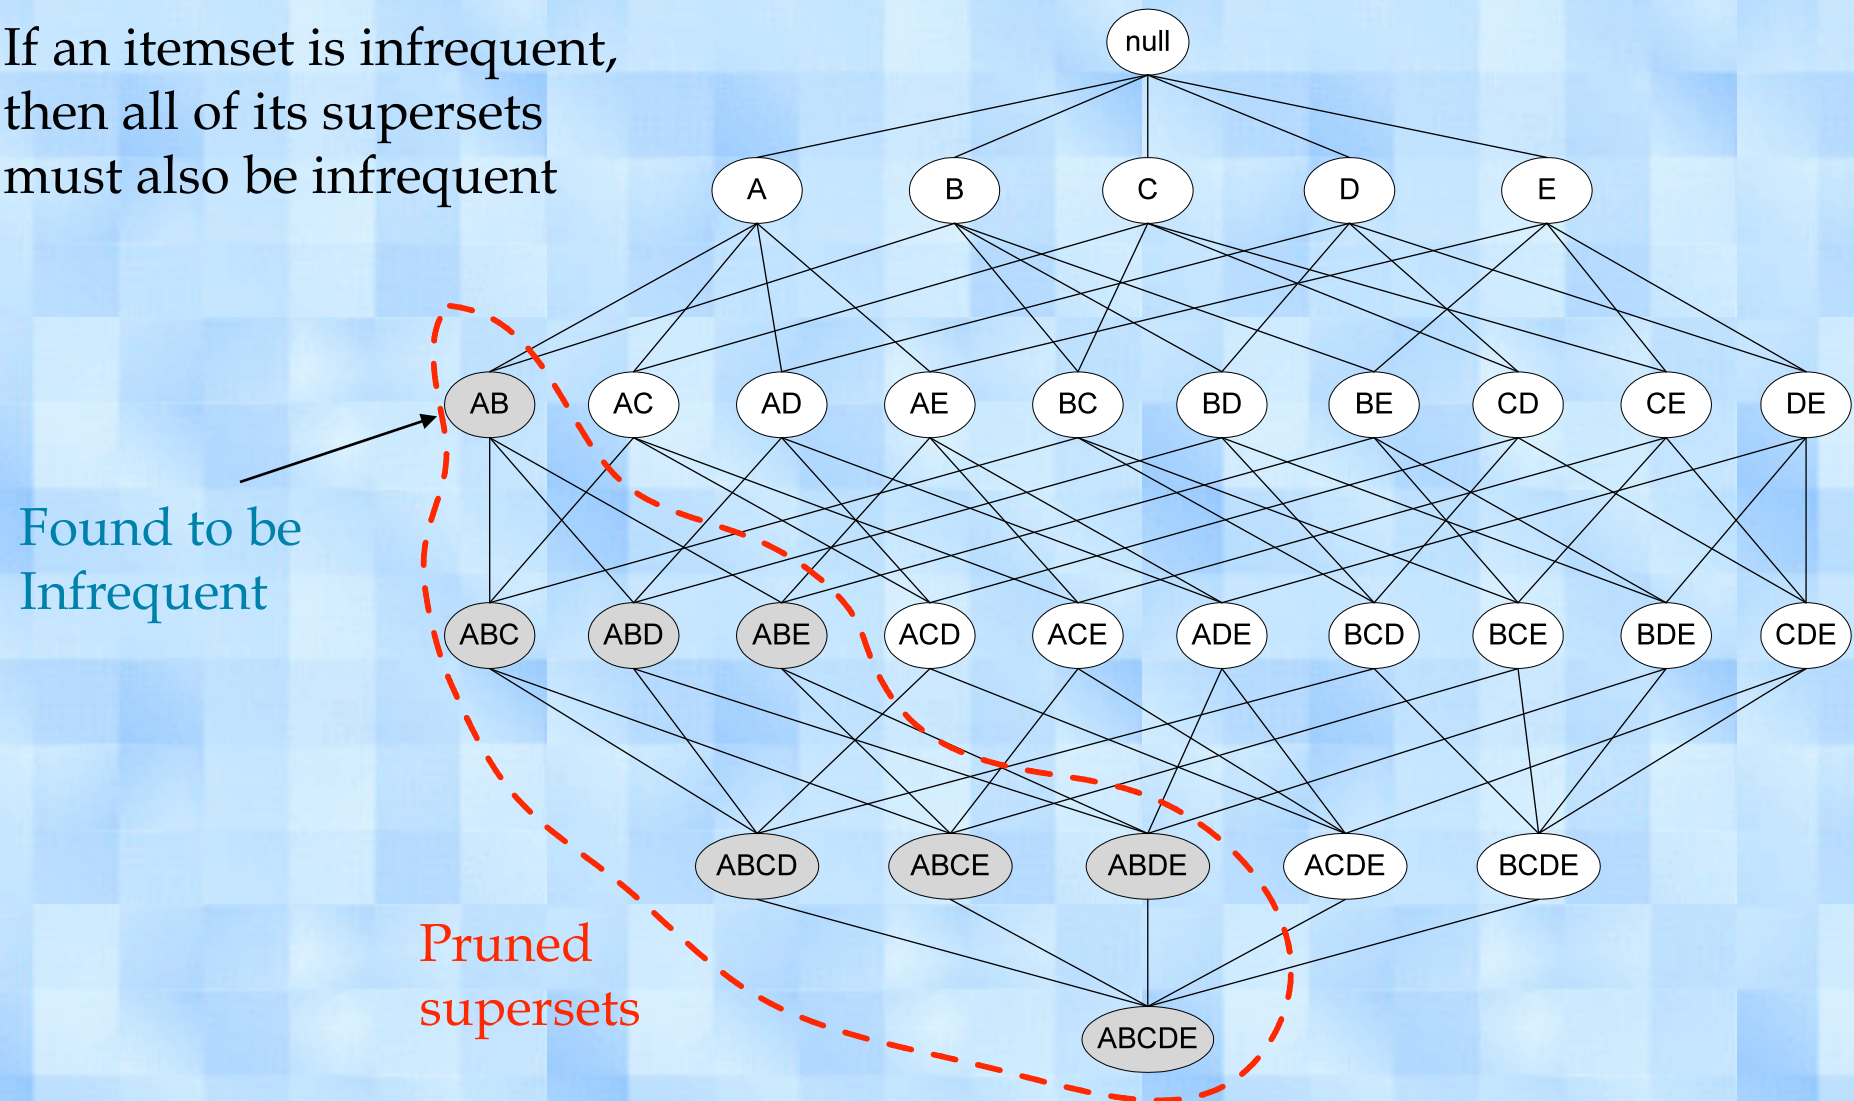 If an itemset is infrequent,
then all of its supersets
must also be infrequent
null
A B C D E
AB AC AD AE BC BD BE CD CE DE
Found to be
Infrequent
ABC ABD ABE ACD ACE ADE BCD BCE BDE CDE
ABCD ABCE ABDE ACDE BCDE
Pruned
supersets
ABCDE